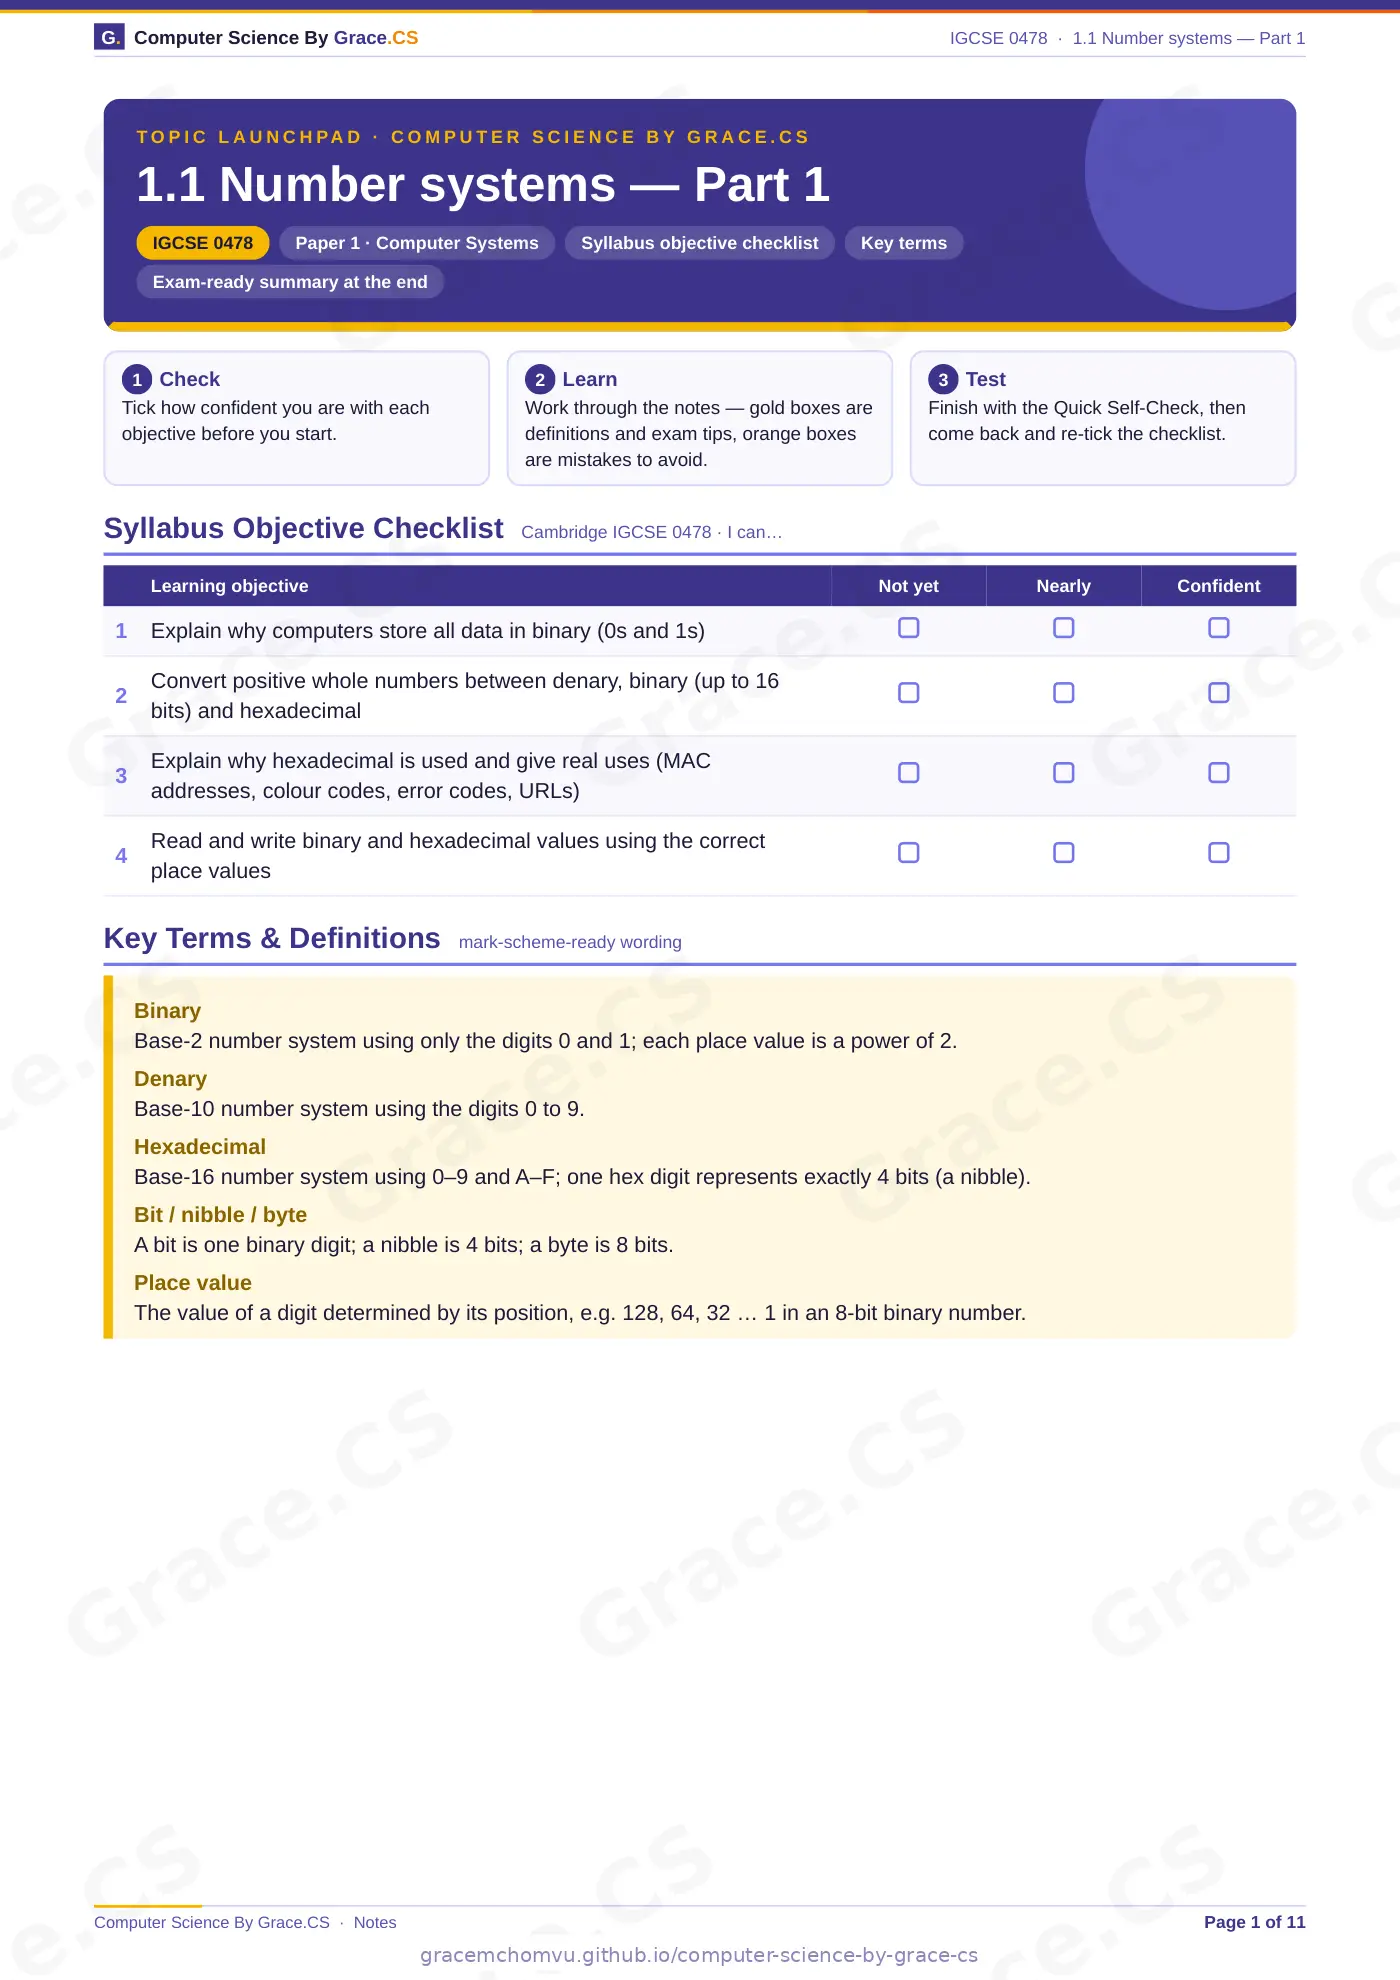 G. Computer Science By Grace.CS
IGCSE 0478 · 1.1 Number systems — Part 1
TOPIC LAUNCHPAD · COMPUTER SCIENCE BY GRACE.CS
1.1 Number systems — Part 1
IGCSE 0478
Paper 1 · Computer Systems
Syllabus objective checklist
Key terms
Exam-ready summary at the end
1 Check
Tick how confident you are with each
objective before you start.
2 Learn
Work through the notes — gold boxes are
definitions and exam tips, orange boxes
are mistakes to avoid.
3 Test
Finish with the Quick Self-Check, then
come back and re-tick the checklist.
Syllabus Objective Checklist Cambridge IGCSE 0478 · I can…
Learning objective Not yet Nearly Confident
1 Explain why computers store all data in binary (0s and 1s)
2 Convert positive whole numbers between denary, binary (up to 16
bits) and hexadecimal
3 Explain why hexadecimal is used and give real uses (MAC
addresses, colour codes, error codes, URLs)
4 Read and write binary and hexadecimal values using the correct
place values
Key Terms & Definitions mark-scheme-ready wording
Binary
Base-2 number system using only the digits 0 and 1; each place value is a power of 2.
Denary
Base-10 number system using the digits 0 to 9.
Hexadecimal
Base-16 number system using 0–9 and A–F; one hex digit represents exactly 4 bits (a nibble).
Bit / nibble / byte
A bit is one binary digit; a nibble is 4 bits; a byte is 8 bits.
Place value
The value of a digit determined by its position, e.g. 128, 64, 32 … 1 in an 8-bit binary number.
Computer Science By Grace.CS · Notes
Page 1 of 11
gracemchomvu.github.io/computer-science-by-grace-cs